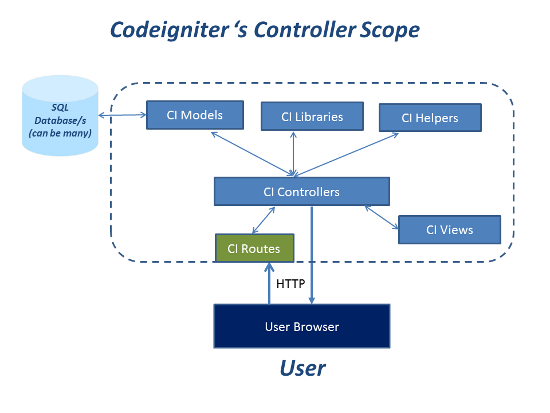 Codeigniter 's Controller Scope
SQL
Database/s
(can be many)
CI Models
CI Libraries
CI Helpers
CI Controllers
CI Views
CI Routes
HTTP
User Browser
User